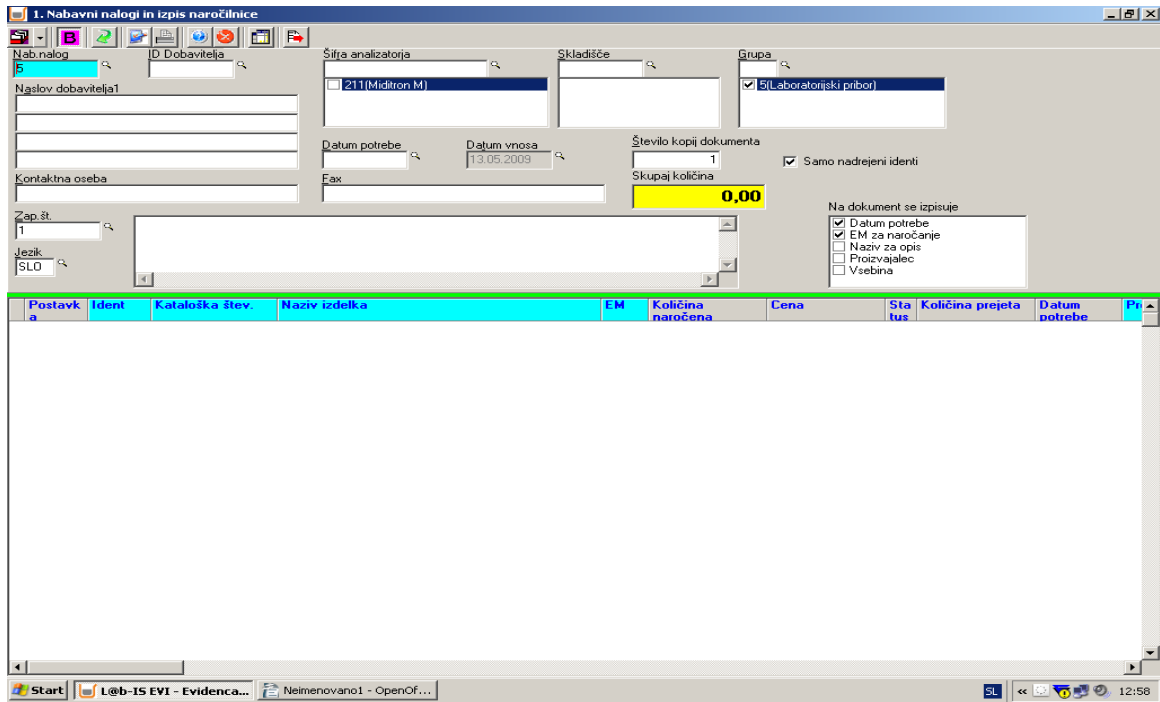 1. Nabavni nalogi in izpis naročilnice
B
Nab.nalog ID Dobavitelja Šifra analizatorja Skladišče Grupa
5
Naslov dobavitelja1
211(Miditron M)
5(Laboratorijski pribor)
Datum potrebe Datum vnosa Število kopij dokumenta
13.05.2009 1 Samo nadrejeni identi
Kontaktna oseba Fax Skupaj količina
0,00
Zap.št.
1
Jezik
SLO
Na dokument se izpisuje
Datum potrebe
EM za naročanje
Naziv za opis
Proizvajalec
Vsebina
Postavka Ident Kataloška štev. Naziv izdelka EM Količina naročena Cena Status Količina prejeta Datum potrebe
Start L@b-IS EVI - Evidenca... Neimenovano1 - OpenOf... SL « 12:58